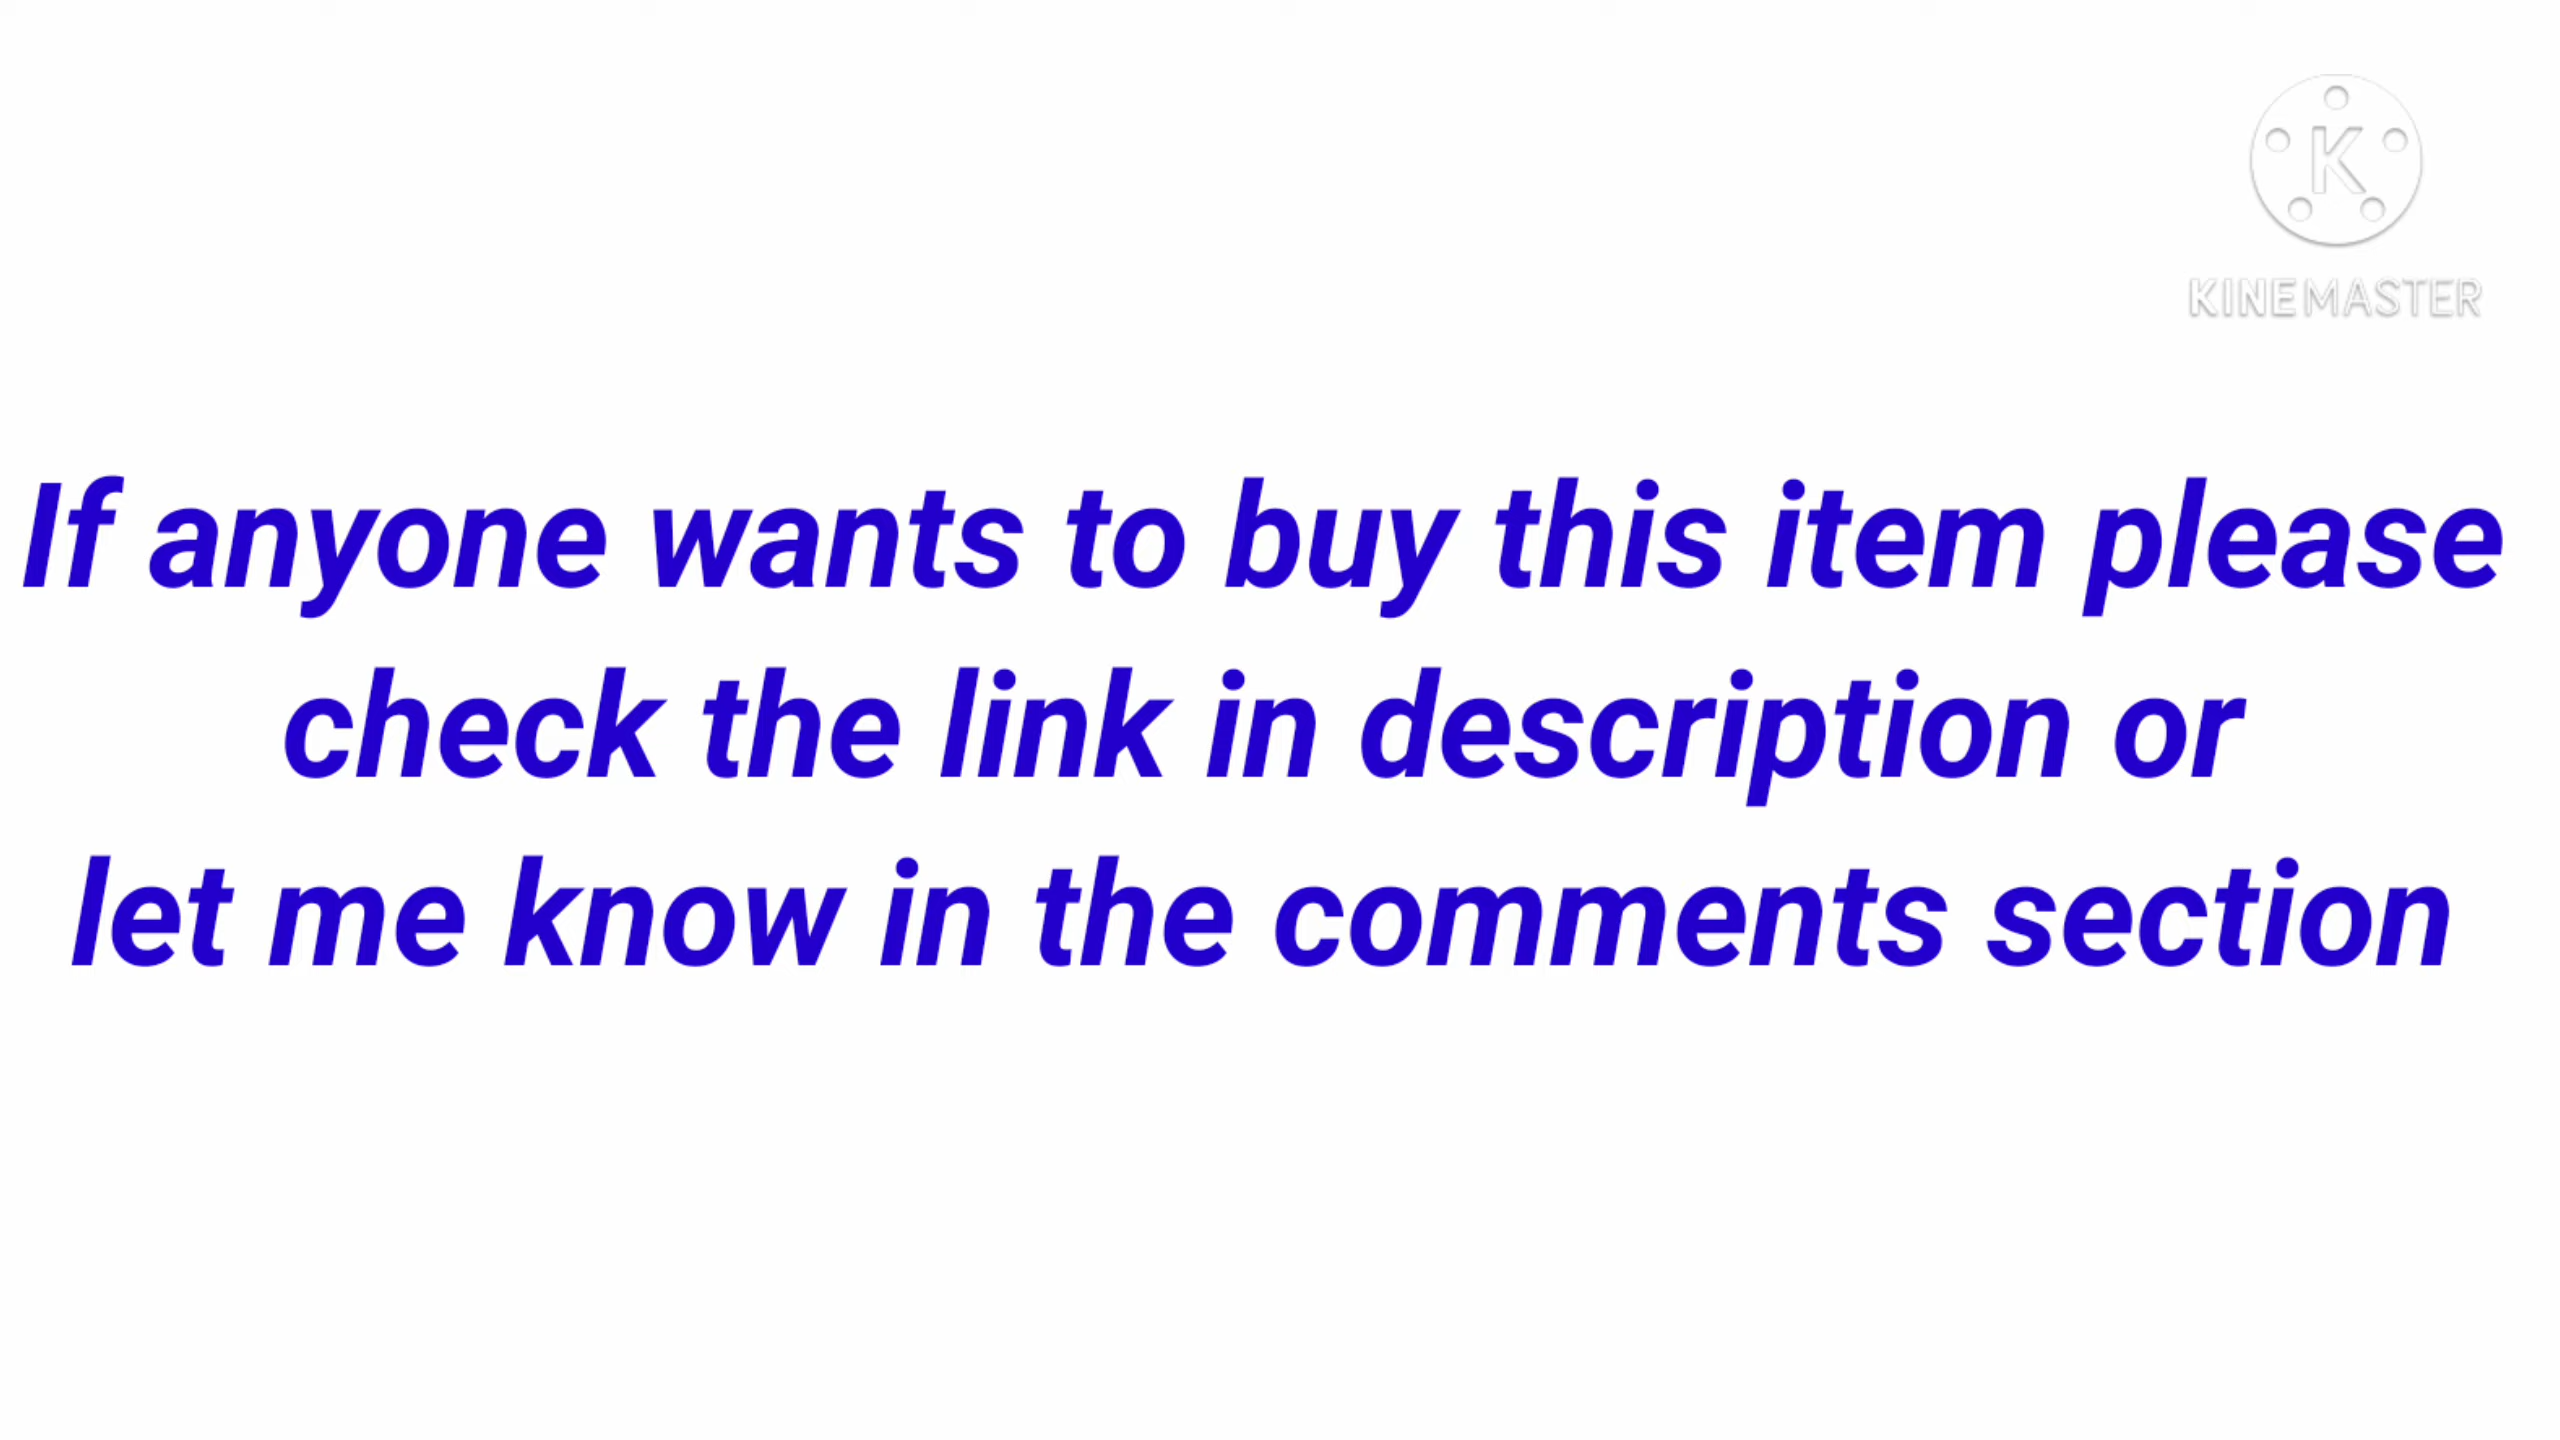 K
KINEMASTER
If anyone wants to buy this item please
check the link in description or
let me know in the comments section